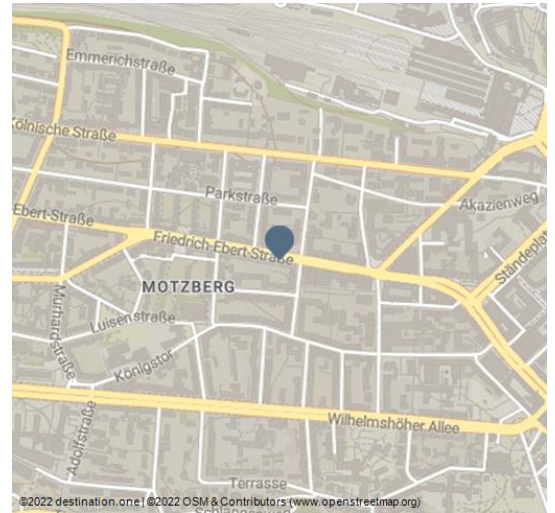 Emmerichstraße
Kölnische Straße
Parkstraße
Akazienweg
Ebert-Straße
Friedrich-Ebert-Straße
Ständeplatz
MOTZBERG
Murhardstraße
Luisenstraße
Königstor
Adolfstraße
Wilhelmshöher Allee
Terrasse
©2022 destination.one | ©2022 OSM & Contributors (www.openstreetmap.org)